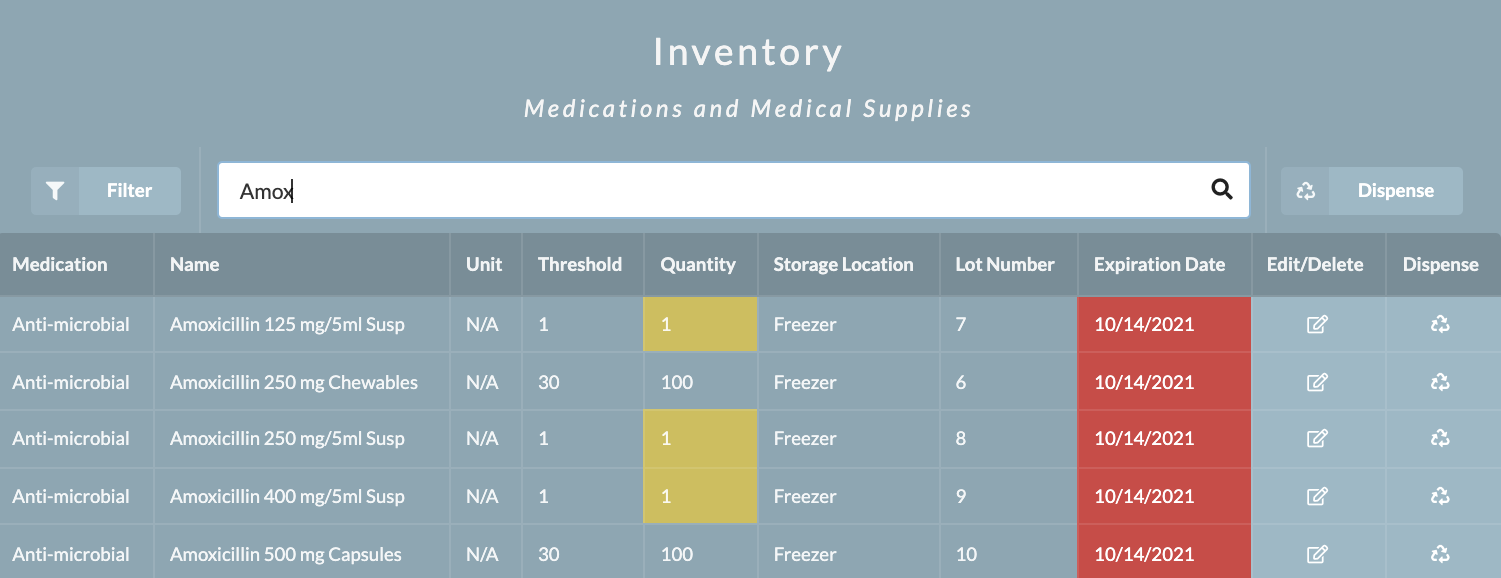 Inventory
Medications and Medical Supplies
Filter
Amox
Dispense
Medication Name Unit Threshold Quantity Storage Location Lot Number Expiration Date Edit/Delete Dispense
Anti-microbial Amoxicillin 125 mg/5ml Susp N/A 1 1 Freezer 7 10/14/2021
Anti-microbial Amoxicillin 250 mg Chewables N/A 30 100 Freezer 6 10/14/2021
Anti-microbial Amoxicillin 250 mg/5ml Susp N/A 1 1 Freezer 8 10/14/2021
Anti-microbial Amoxicillin 400 mg/5ml Susp N/A 1 1 Freezer 9 10/14/2021
Anti-microbial Amoxicillin 500 mg Capsules N/A 30 100 Freezer 10 10/14/2021